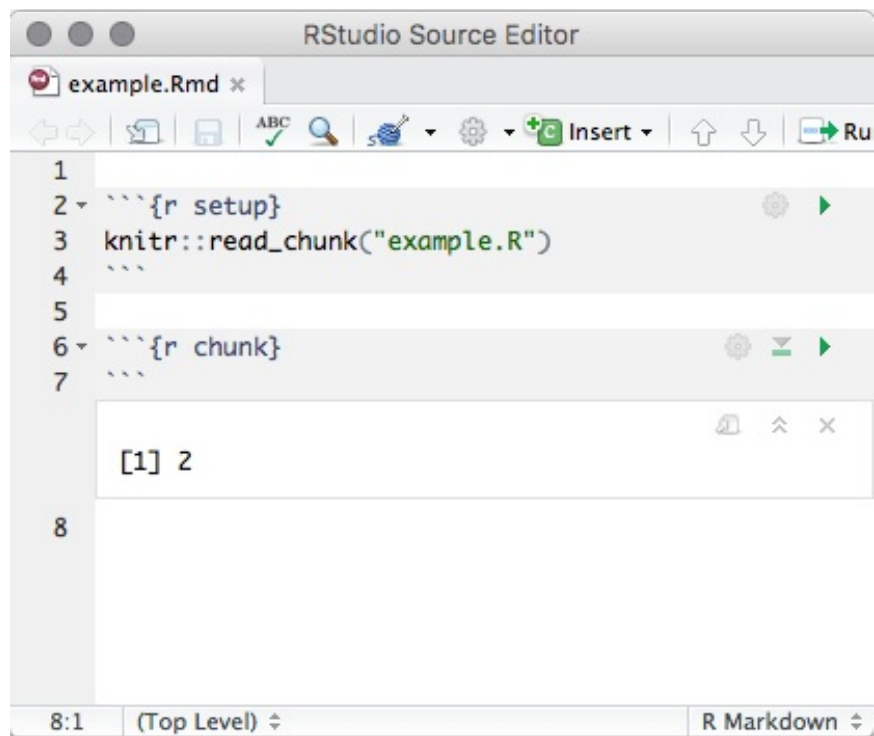 RStudio Source Editor
example.Rmd
ABC Insert Ru
1
2 ```{r setup}
3 knitr::read_chunk("example.R")
4 ```
5
6 ```{r chunk}
7 ```
[1] 2
8
8:1 (Top Level) R Markdown